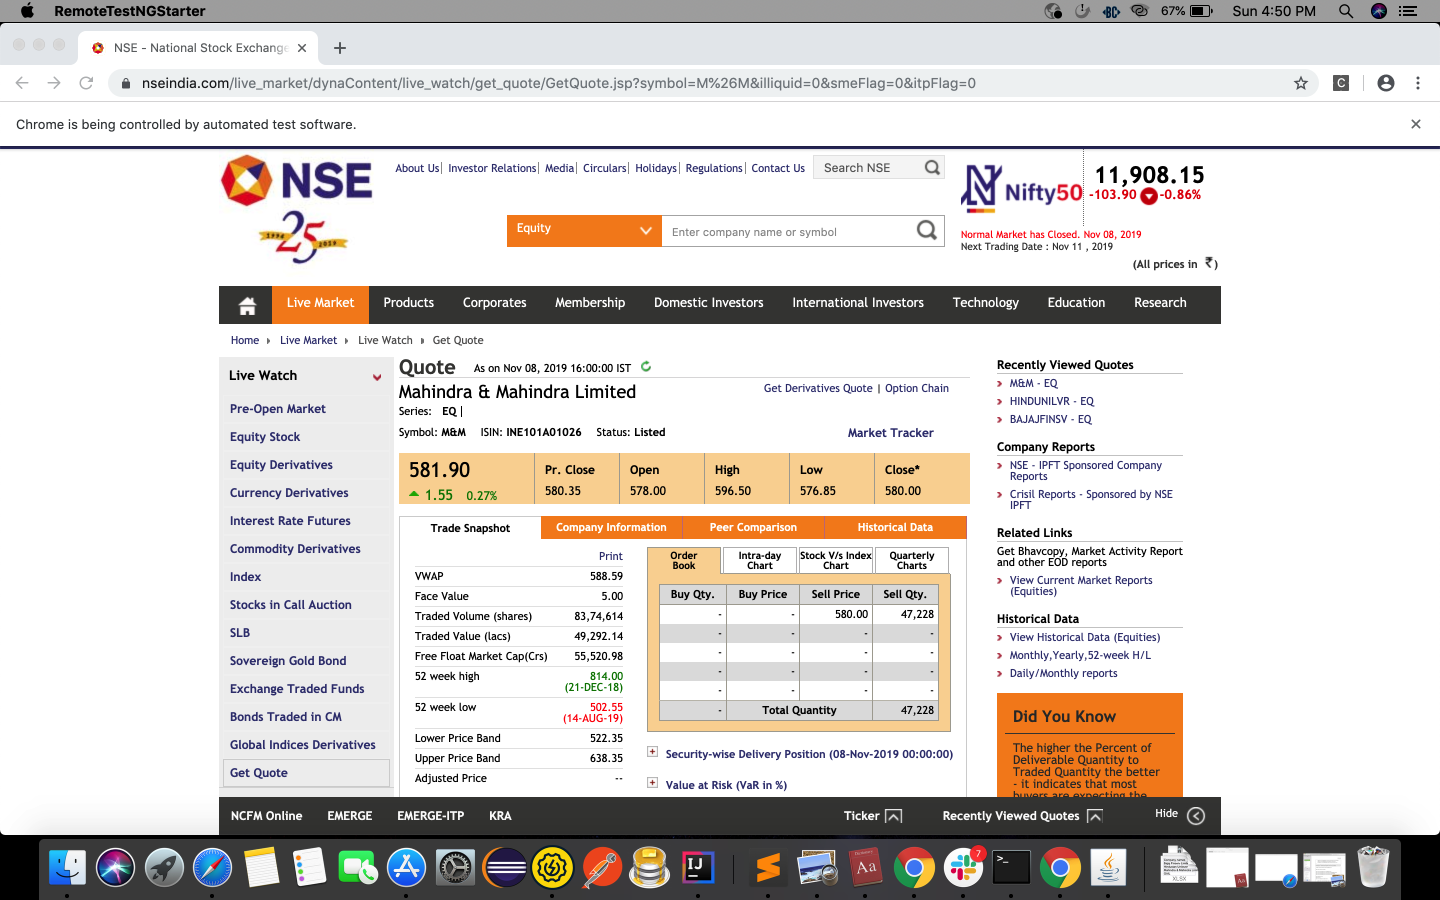 RemoteTestNGStarter
67%
Sun 4:50 PM
NSE - National Stock Exchange
nseindia.com/live_market/dynaContent/live_watch/get_quote/GetQuote.jsp?symbol=M%26M&illiquid=0&smeFlag=0&itpFlag=0
Chrome is being controlled by automated test software.
NSE
1994 25 2019
About Us | Investor Relations | Media | Circulars | Holidays | Regulations | Contact Us
Search NSE
Equity
Enter company name or symbol
Nifty50
11,908.15
-103.90 -0.86%
Normal Market has Closed. Nov 08, 2019
Next Trading Date : Nov 11 , 2019
(All prices in ₹)
Live Market Products Corporates Membership Domestic Investors International Investors Technology Education Research
Home Live Market Live Watch Get Quote
Live Watch
Pre-Open Market
Equity Stock
Equity Derivatives
Currency Derivatives
Interest Rate Futures
Commodity Derivatives
Index
Stocks in Call Auction
SLB
Sovereign Gold Bond
Exchange Traded Funds
Bonds Traded in CM
Global Indices Derivatives
Get Quote
Quote As on Nov 08, 2019 16:00:00 IST
Mahindra & Mahindra Limited
Get Derivatives Quote | Option Chain
Series: EQ |
Symbol: M&M ISIN: INE101A01026 Status: Listed
Market Tracker
581.90
1.55 0.27%
Pr. Close Open High Low Close*
580.35 578.00 596.50 576.85 580.00
Trade Snapshot Company Information Peer Comparison Historical Data
Print
VWAP 588.59
Face Value 5.00
Traded Volume (shares) 83,74,614
Traded Value (lacs) 49,292.14
Free Float Market Cap(Crs) 55,520.98
52 week high 814.00
(21-DEC-18)
52 week low 502.55
(14-AUG-19)
Lower Price Band 522.35
Upper Price Band 638.35
Adjusted Price --
Order Book
Intra-day Chart
Stock V/s Index Chart
Quarterly Charts
Buy Qty. Buy Price Sell Price Sell Qty.
- - 580.00 47,228
- - - -
- - - -
- - - -
- - - -
- Total Quantity 47,228
Security-wise Delivery Position (08-Nov-2019 00:00:00)
Value at Risk (VaR in %)
Recently Viewed Quotes
M&M - EQ
HINDUNILVR - EQ
BAJAJFINSV - EQ
Company Reports
NSE - IPFT Sponsored Company
Reports
Crisil Reports - Sponsored by NSE
IPFT
Related Links
Get Bhavcopy, Market Activity Report
and other EOD reports
View Current Market Reports
(Equities)
Historical Data
View Historical Data (Equities)
Monthly,Yearly,52-week H/L
Daily/Monthly reports
Did You Know
The higher the Percent of
Deliverable Quantity to
Traded Quantity the better
- it indicates that most
buyers are expecting the
NCFM Online EMERGE EMERGE-ITP KRA
Ticker
Recently Viewed Quotes
Hide
IJ
Aa
7
XLSX